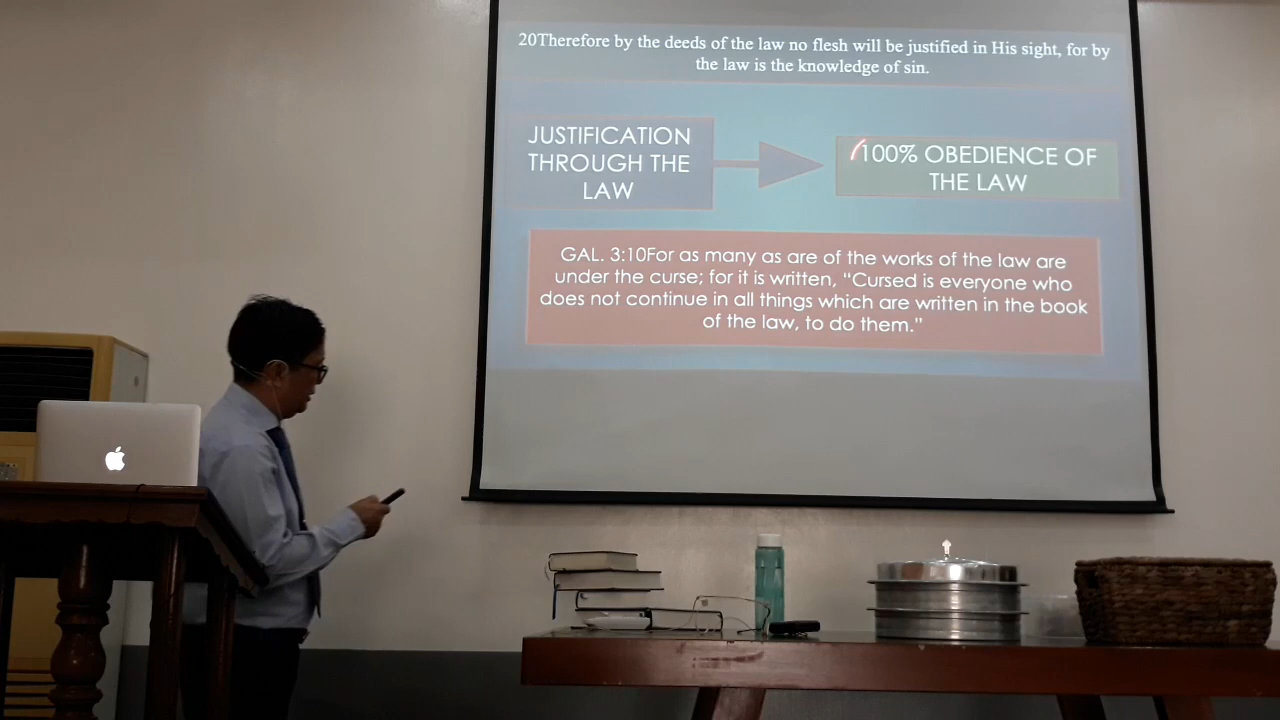 20Therefore by the deeds of the law no flesh will be justified in His sight, for by
the law is the knowledge of sin.
JUSTIFICATION
THROUGH THE
LAW
100% OBEDIENCE OF
THE LAW
GAL. 3:10For as many as are of the works of the law are
under the curse; for it is written, “Cursed is everyone who
does not continue in all things which are written in the book
of the law, to do them.”